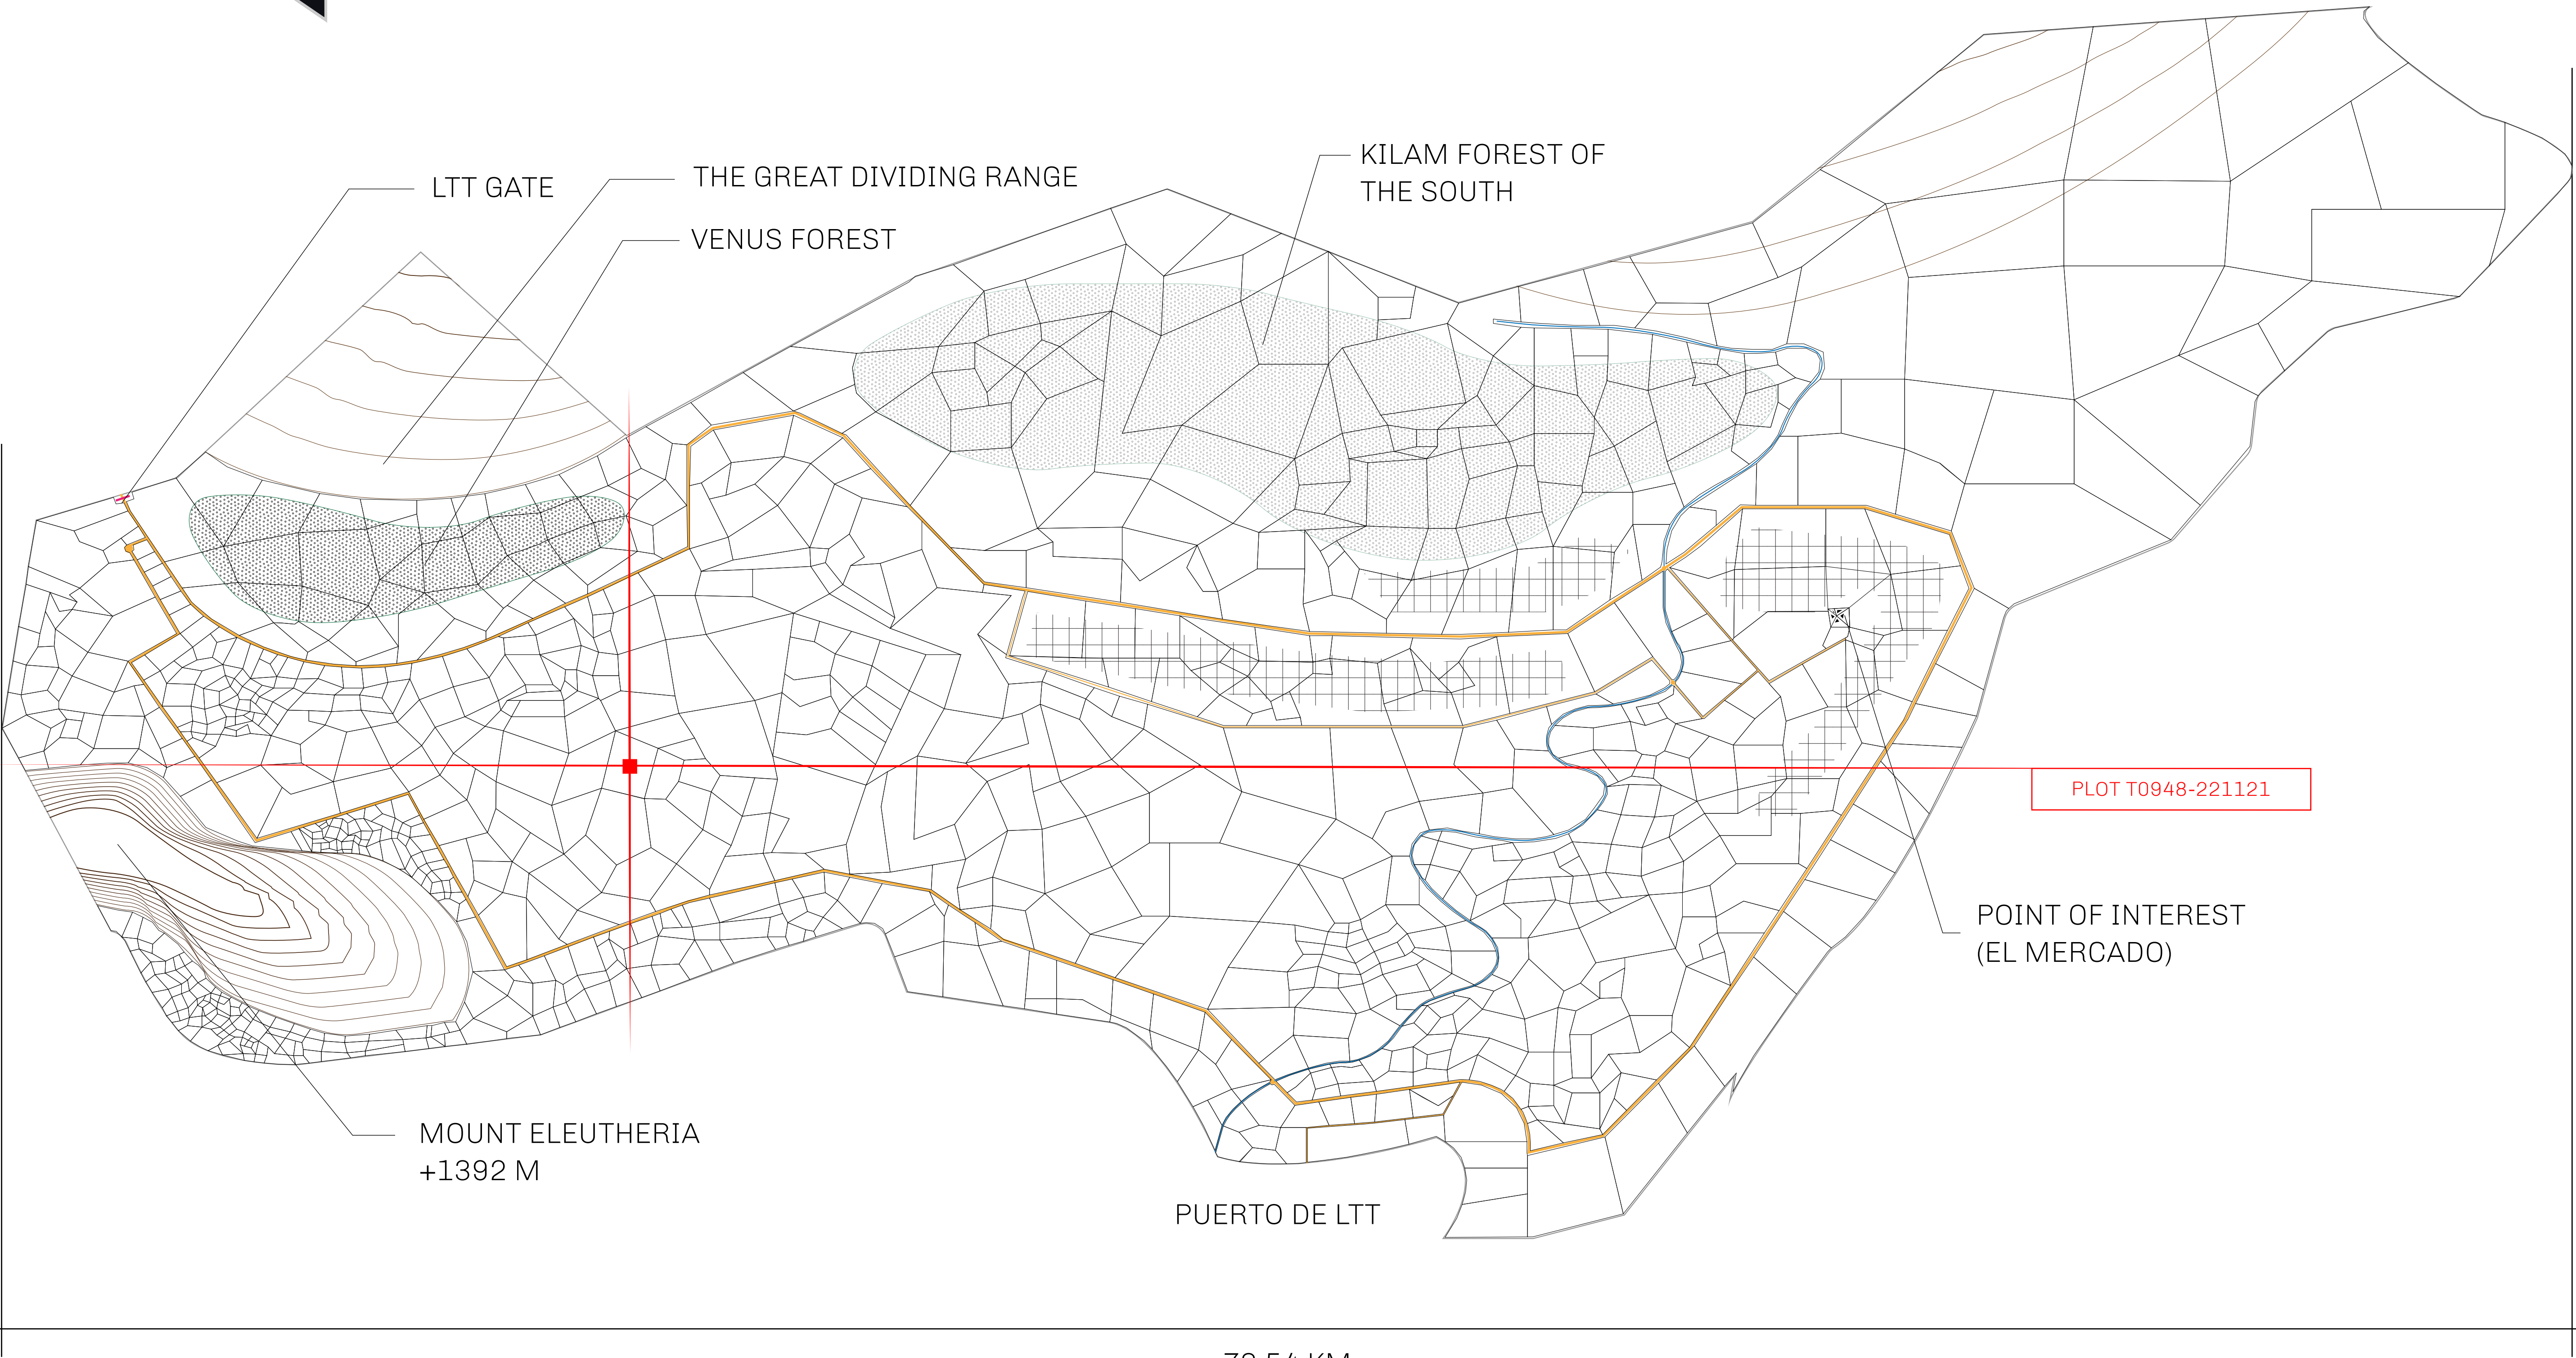 KILAM FOREST OF
THE SOUTH
THE GREAT DIVIDING RANGE
LTT GATE
VENUS FOREST
PLOT T0948-221121
POINT OF INTEREST
(EL MERCADO)
MOUNT ELEUTHERIA
+1392 M
PUERTO DE LTT
KM